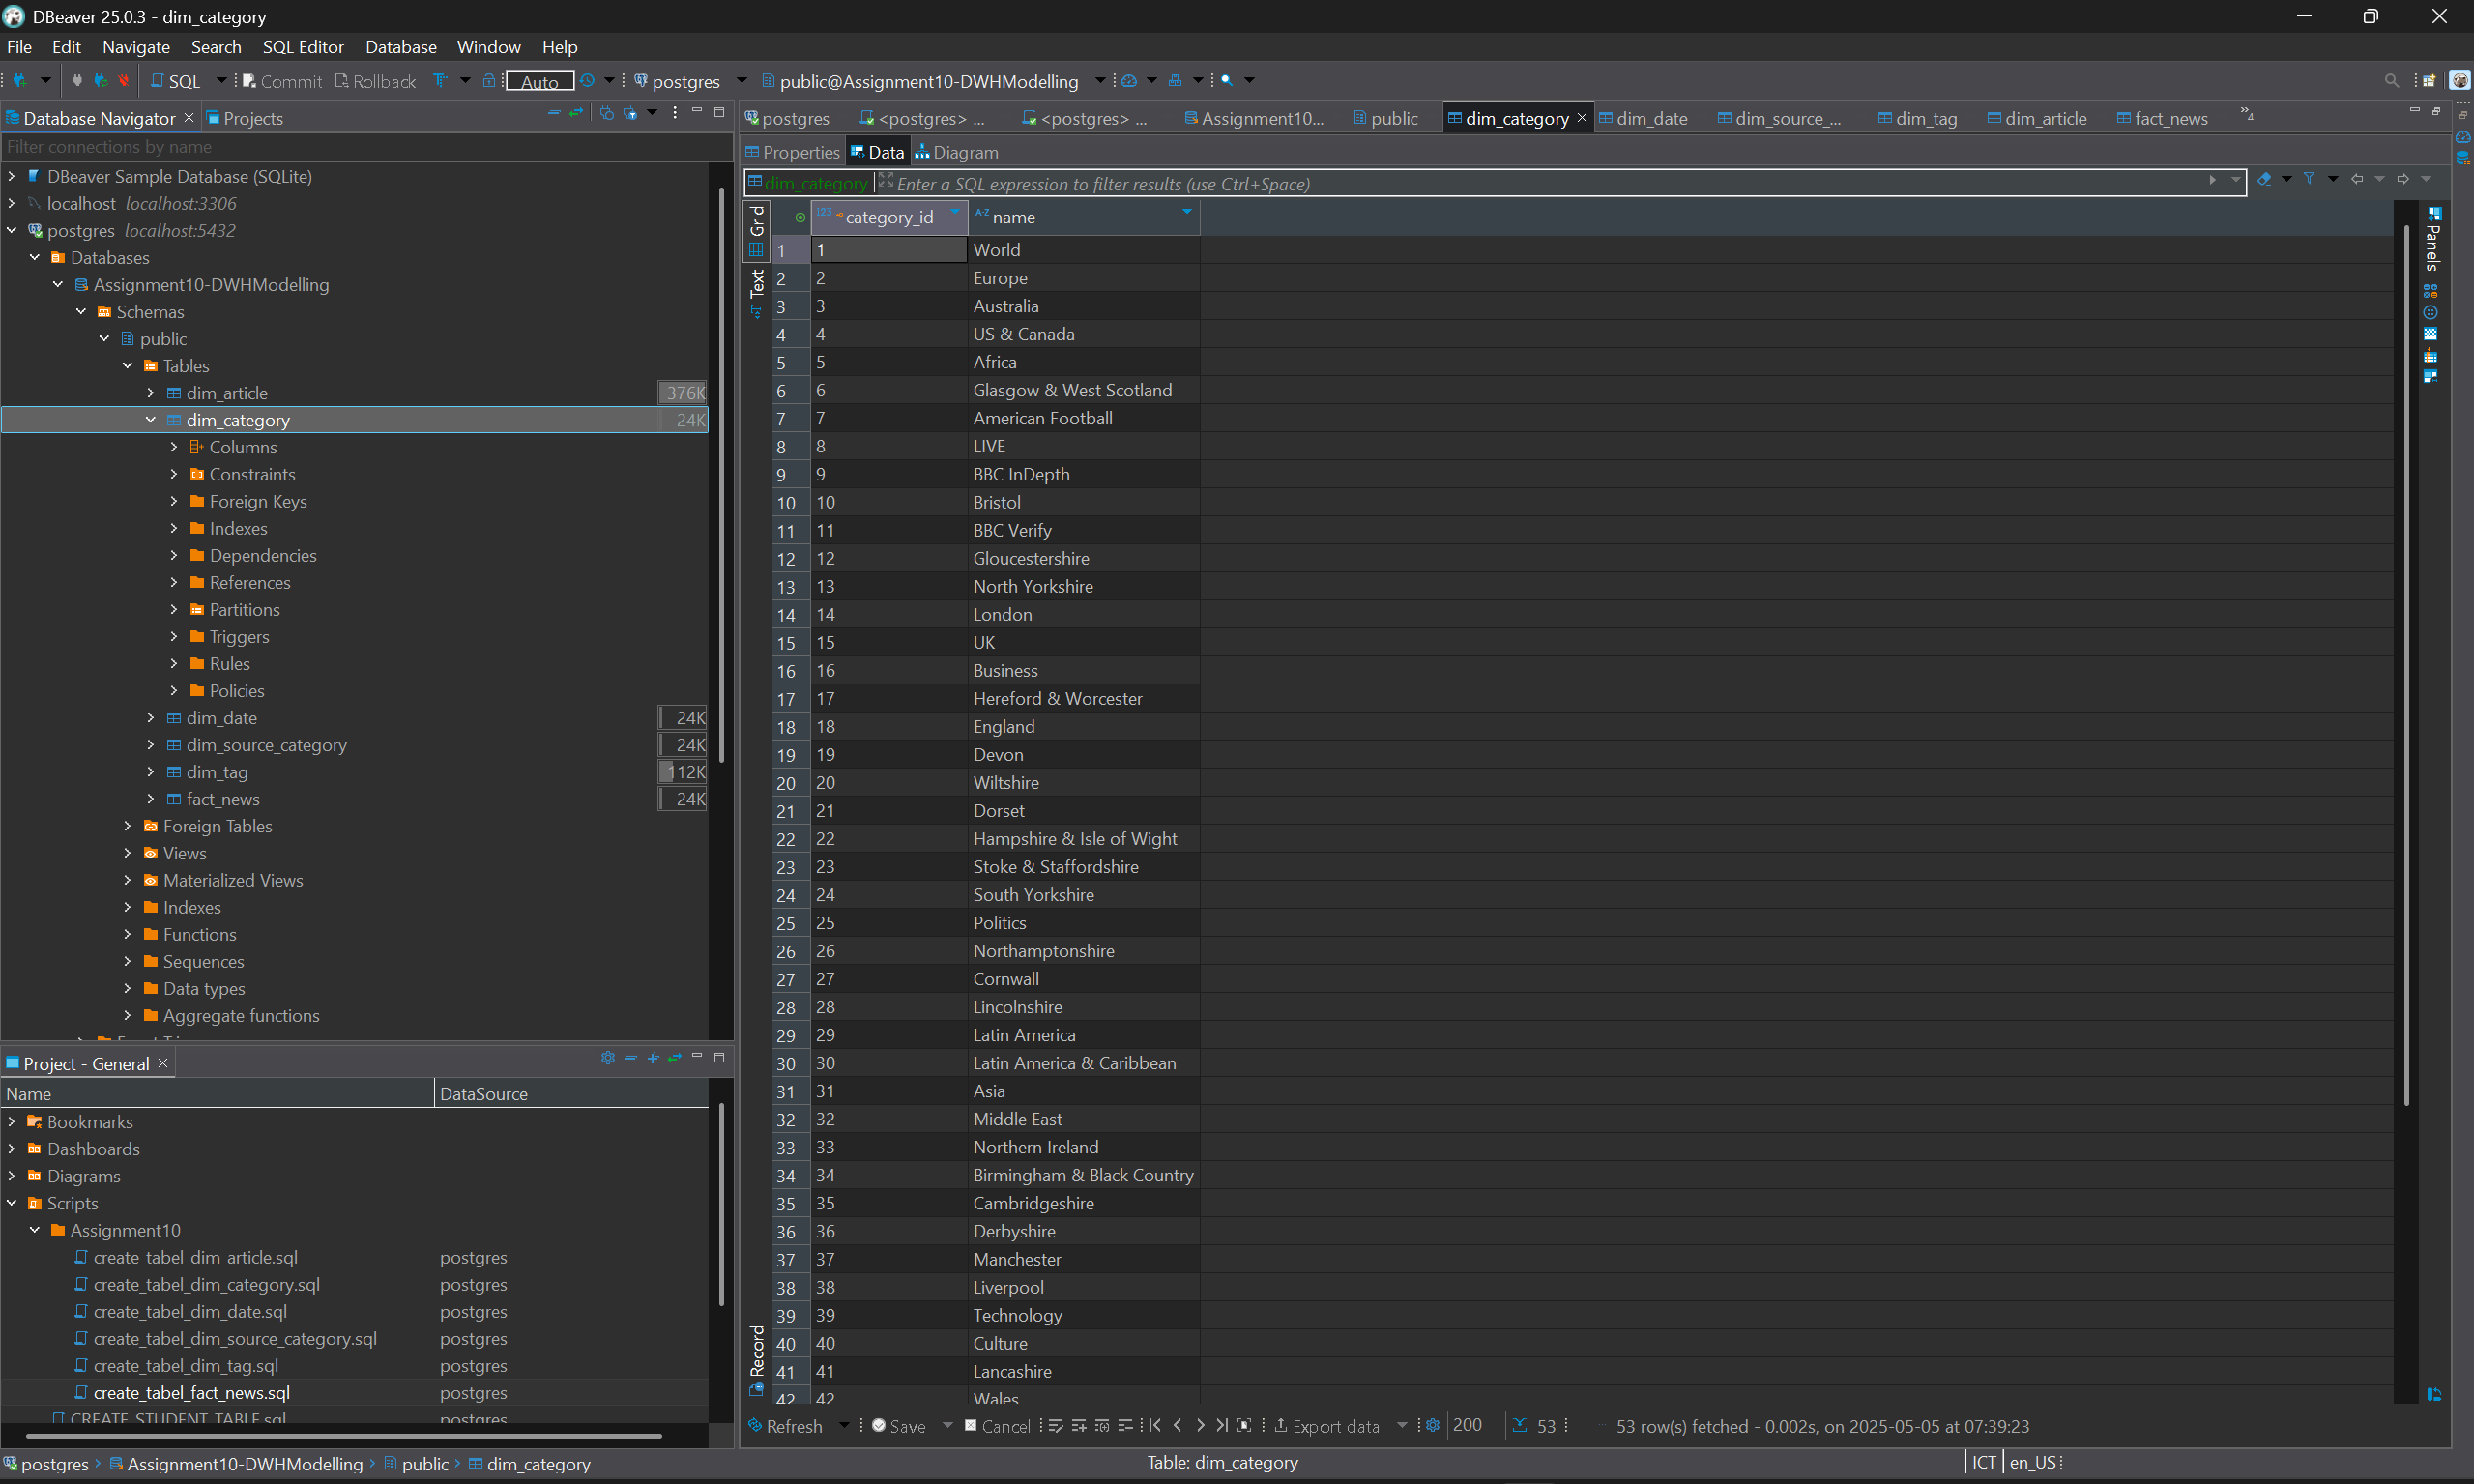 DBeaver 25.0.3 - dim_category
File Edit Navigate Search SQL Editor Database Window Help
SQL Commit Rollback Auto postgres public@Assignment10-DWHModelling
Database Navigator Projects
Filter connections by name
DBeaver Sample Database (SQLite)
localhost localhost:3306
postgres localhost:5432
Databases
Assignment10-DWHModelling
Schemas
public
Tables
dim_article 376K
dim_category 24K
Columns
Constraints
Foreign Keys
Indexes
Dependencies
References
Partitions
Triggers
Rules
Policies
dim_date 24K
dim_source_category 24K
dim_tag 112K
fact_news 24K
Foreign Tables
Views
Materialized Views
Indexes
Functions
Sequences
Data types
Aggregate functions
Project - General
Name DataSource
Bookmarks
Dashboards
Diagrams
Scripts
Assignment10
create_tabel_dim_article.sql postgres
create_tabel_dim_category.sql postgres
create_tabel_dim_date.sql postgres
create_tabel_dim_source_category.sql postgres
create_tabel_dim_tag.sql postgres
create_tabel_fact_news.sql postgres
CREATE_STUDENT_TABLE.sql postgres
postgres <postgres> ... <postgres> ... Assignment10... public dim_category dim_date dim_source_... dim_tag dim_article fact_news
Properties Data Diagram
dim_category Enter a SQL expression to filter results (use Ctrl+Space)
Grid
Text
Record
Panels
123 category_id A-Z name
1 1 World
2 2 Europe
3 3 Australia
4 4 US & Canada
5 5 Africa
6 6 Glasgow & West Scotland
7 7 American Football
8 8 LIVE
9 9 BBC InDepth
10 10 Bristol
11 11 BBC Verify
12 12 Gloucestershire
13 13 North Yorkshire
14 14 London
15 15 UK
16 16 Business
17 17 Hereford & Worcester
18 18 England
19 19 Devon
20 20 Wiltshire
21 21 Dorset
22 22 Hampshire & Isle of Wight
23 23 Stoke & Staffordshire
24 24 South Yorkshire
25 25 Politics
26 26 Northamptonshire
27 27 Cornwall
28 28 Lincolnshire
29 29 Latin America
30 30 Latin America & Caribbean
31 31 Asia
32 32 Middle East
33 33 Northern Ireland
34 34 Birmingham & Black Country
35 35 Cambridgeshire
36 36 Derbyshire
37 37 Manchester
38 38 Liverpool
39 39 Technology
40 40 Culture
41 41 Lancashire
42 42 Wales
Refresh Save Cancel Export data 200 53 53 row(s) fetched - 0.002s, on 2025-05-05 at 07:39:23
postgres Assignment10-DWHModelling public dim_category Table: dim_category ICT en_US